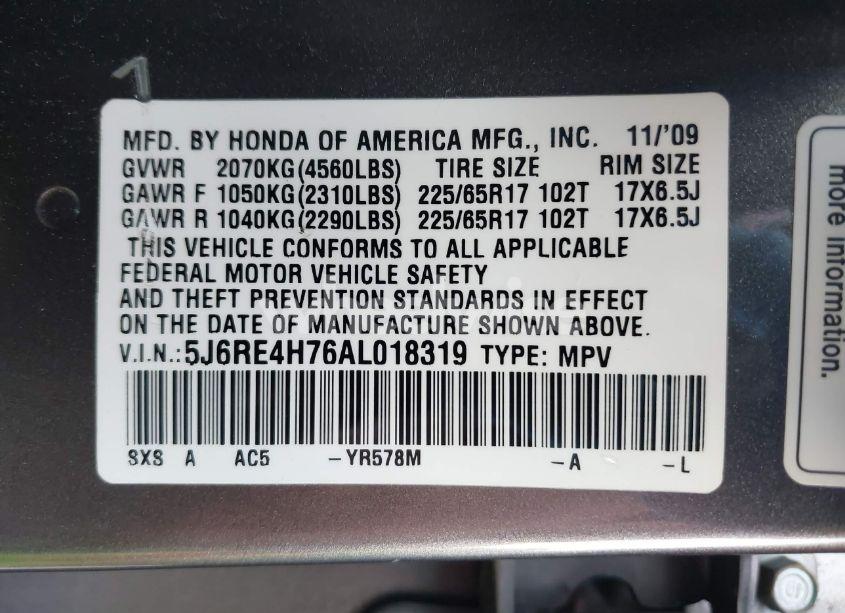 MFD. BY HONDA OF AMERICA MFG., INC. 11/'09
GVWR 2070KG(4560LBS) TIRE SIZE RIM SIZE
GAWR F 1050KG(2310LBS) 225/65R17 102T 17X6.5J
GAWR R 1040KG(2290LBS) 225/65R17 102T 17X6.5J
THIS VEHICLE CONFORMS TO ALL APPLICABLE
FEDERAL MOTOR VEHICLE SAFETY
AND THEFT PREVENTION STANDARDS IN EFFECT
ON THE DATE OF MANUFACTURE SHOWN ABOVE.
V.I.N.:5J6RE4H76AL018319 TYPE: MPV
SXS A AC5 -YR578M -A -L
more information.